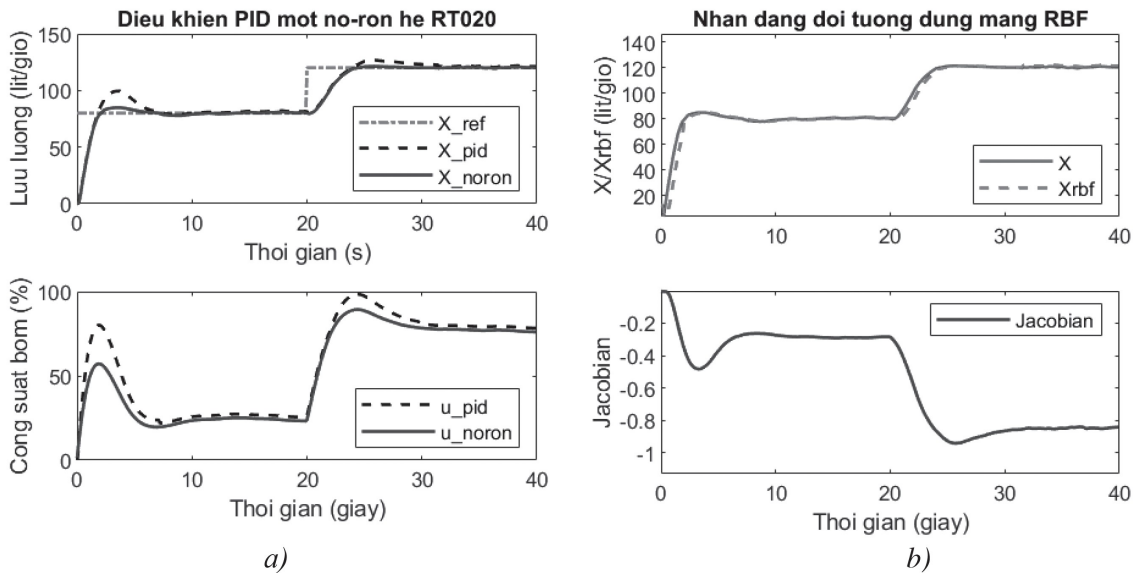 Dieu khien PID mot no-ron he RT020
150
100
50
0
Luu luong (lit/gio)
X_ref
X_pid
X_noron
0 10 20 30 40
Thoi gian (s)
100
50
0
Cong suat bom (%)
u_pid
u_noron
0 10 20 30 40
Thoi gian (giay)
a)
Nhan dang doi tuong dung mang RBF
140
120
100
80
60
40
20
X/Xrbf (lit/gio)
X
Xrbf
0 10 20 30 40
-0.2
-0.4
-0.6
-0.8
-1
Jacobian
Jacobian
0 10 20 30 40
Thoi gian (giay)
b)